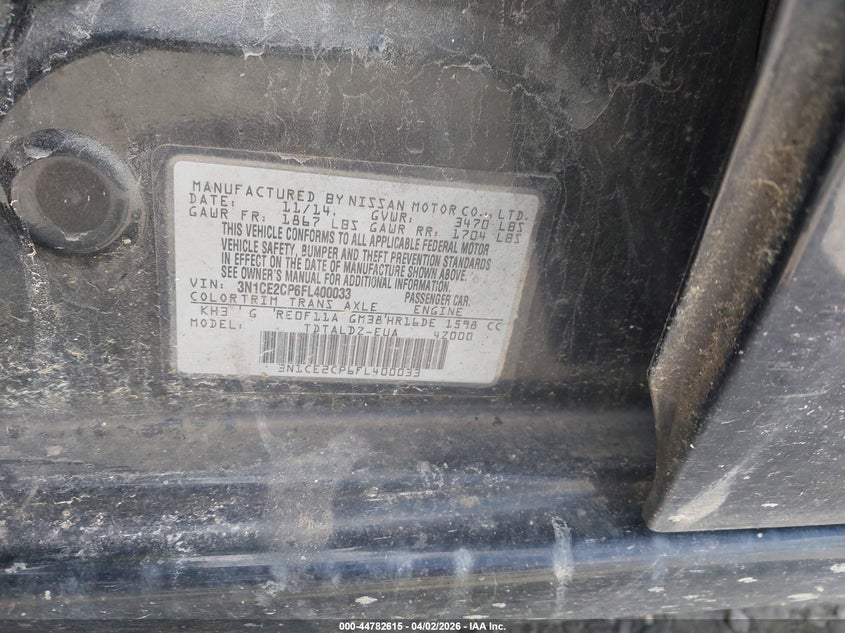 MANUFACTURED BY NISSAN MOTOR CO., LTD.
DATE: 11/14. GVWR: 3470 LBS
GAWR FR: 1867 LBS GAWR RR: 1704 LBS
THIS VEHICLE CONFORMS TO ALL APPLICABLE FEDERAL MOTOR
VEHICLE SAFETY, BUMPER AND THEFT PREVENTION STANDARDS
IN EFFECT ON THE DATE OF MANUFACTURE SHOWN ABOVE.
SEE OWNER'S MANUAL FOR ADDITIONAL INFORMATION.
VIN: 3N1CE2CP6FL400033 PASSENGER CAR.
COLOR TRIM TRANS AXLE ENGINE
KH3 G REOF11A GM38 HR16DE 1598 CC
MODEL: TDTALDZ-EUA 42000
3N1CE2CP6FL400033
000-44782615 - 04/02/2026 - IAA Inc.